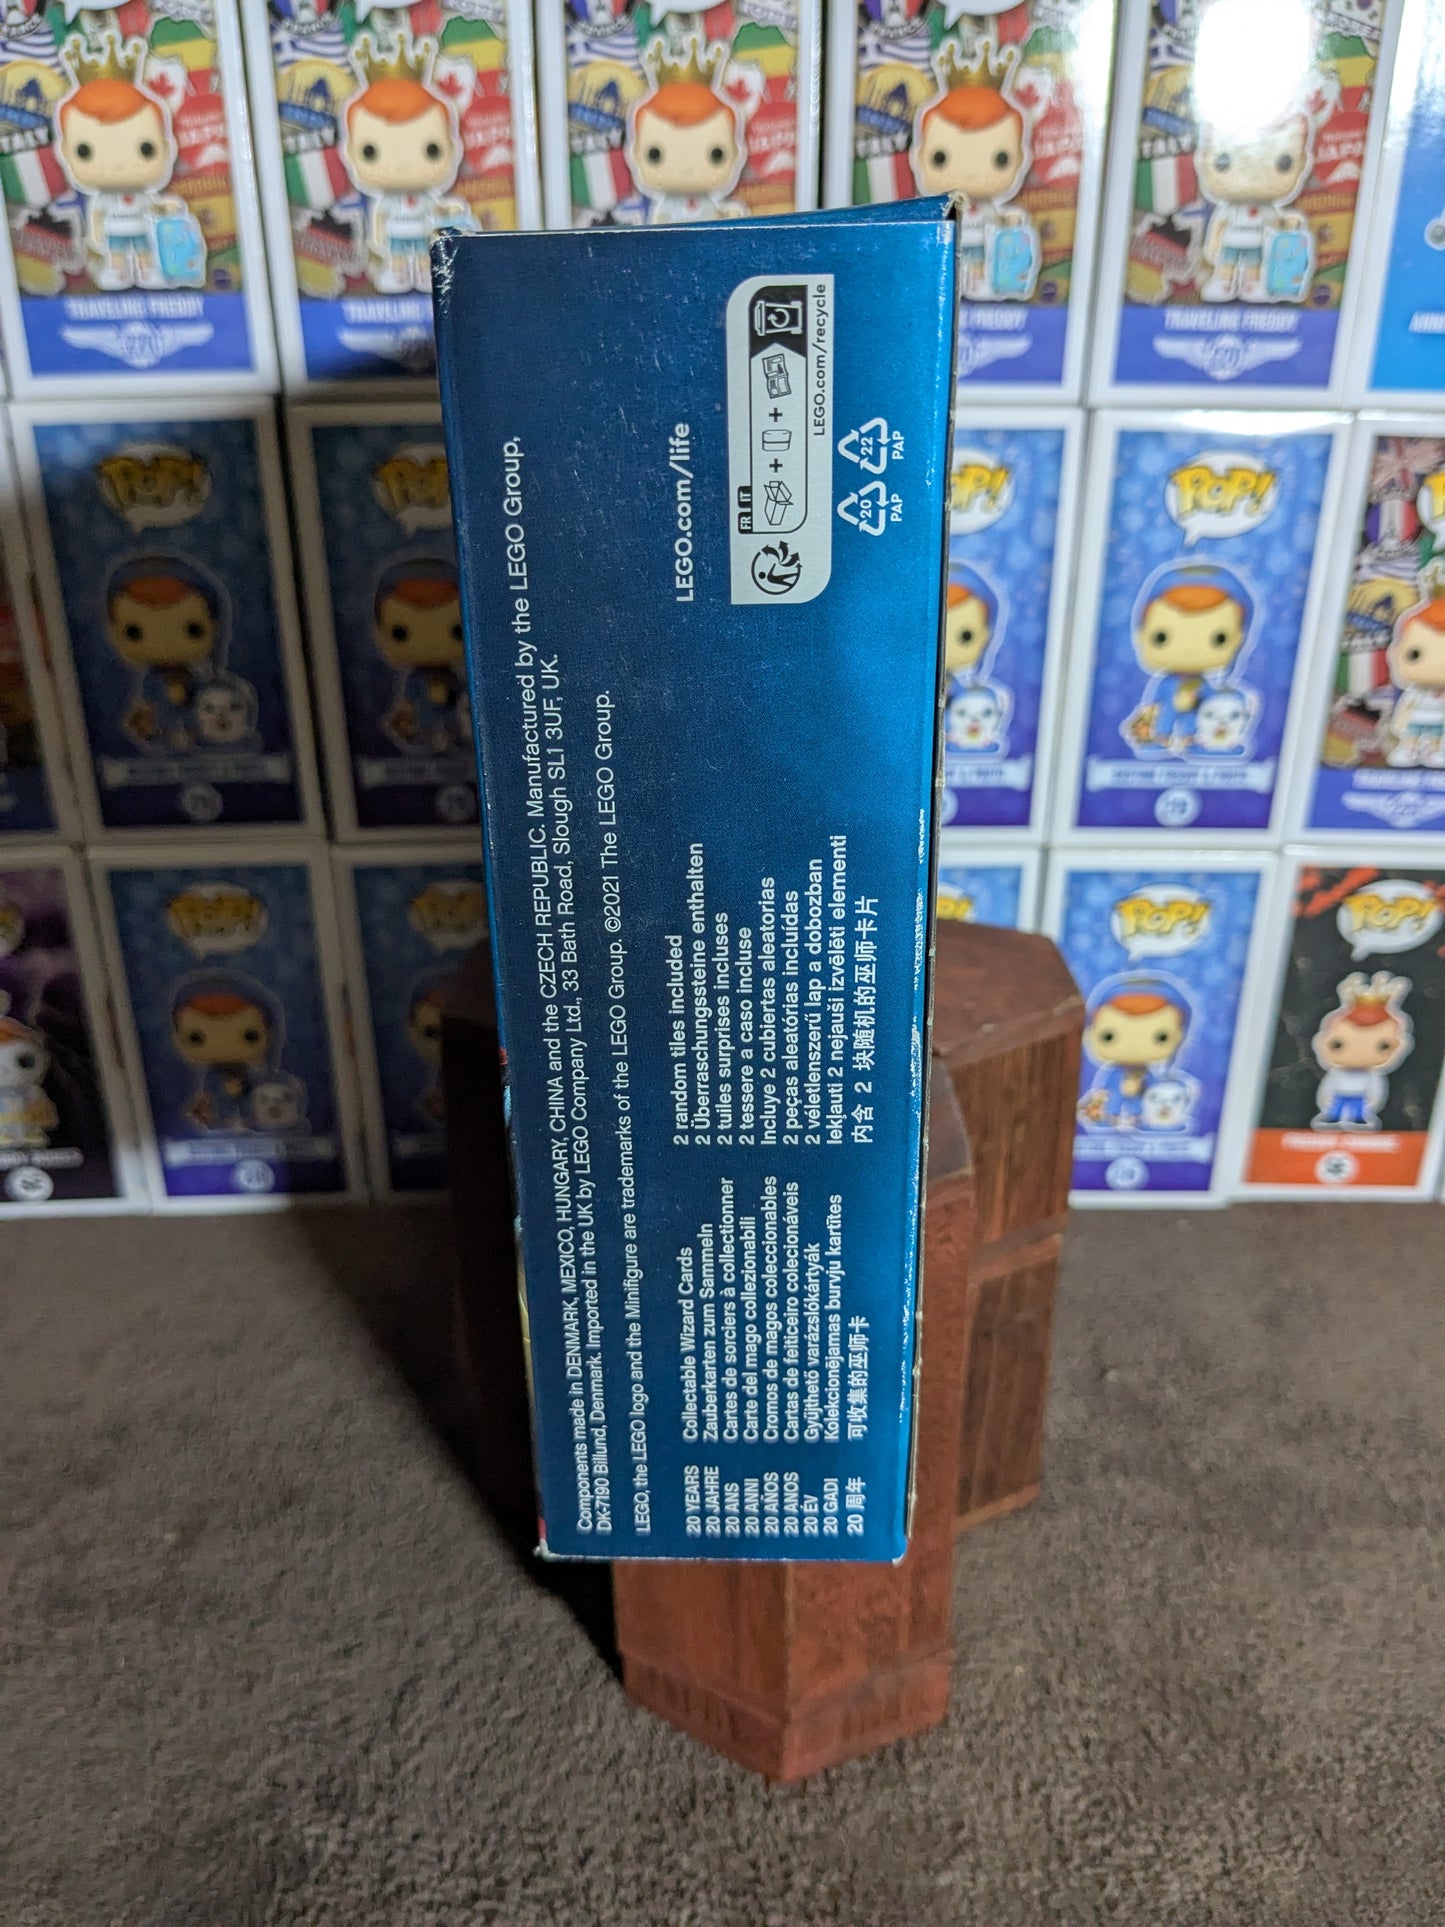 Components made in DENMARK, MEXICO, HUNGARY, CHINA and the CZECH REPUBLIC. Manufactured by the LEGO Group,
DK-7190 Billund, Denmark. Imported in the UK by LEGO Company Ltd., 33 Bath Road, Slough SL1 3UF, UK.
LEGO, the LEGO logo and the Minifigure are trademarks of the LEGO Group. ©2021 The LEGO Group.
20 YEARS Collectable Wizard Cards
20 JAHRE Zauberkarten zum Sammeln
20 ANS Cartes de sorciers à collectionner
20 ANNI Carte del mago collezionabili
20 AÑOS Cromos de magos coleccionables
20 ANOS Cartas de feiticeiro colecionáveis
20 ÉV Gyűjthető varázslókártyák
20 GADI Kolekcionējamas burvju kartītes
20 周年 可收集的巫师卡
2 random tiles included
2 Überraschungssteine enthalten
2 tuiles surprises incluses
2 tessere a caso incluse
Incluye 2 cubiertas aleatorias
2 peças aleatórias incluídas
2 véletlenszerű lap a dobozban
Iekļauti 2 nejauši izvēlēti elementi
内含 2 块随机的巫师卡片
LEGO.com/life
FR IT
LEGO.com/recycle
20 PAP
22 PAP
TRAVELING FREDDY
TRAVELING FREDDY
TRAVELING FREDDY
ITALY
POP!
POP!
POP!
POP!
POP!
POP!